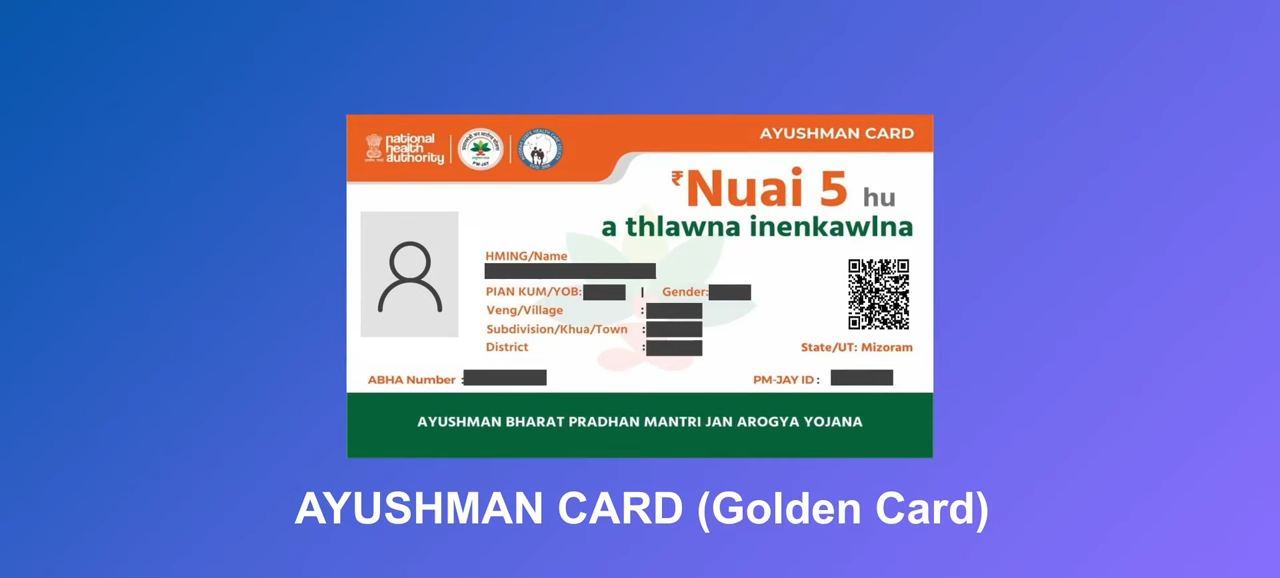 national
health
authority
PM-JAY
AYUSHMAN CARD
₹Nuai 5 hu
a thlawna inenkawlna
HMING/Name
PIAN KUM/YOB: | Gender:
Veng/Village :
Subdivision/Khua/Town :
District :
State/UT: Mizoram
ABHA Number :
PM-JAY ID :
AYUSHMAN BHARAT PRADHAN MANTRI JAN AROGYA YOJANA
AYUSHMAN CARD (Golden Card)